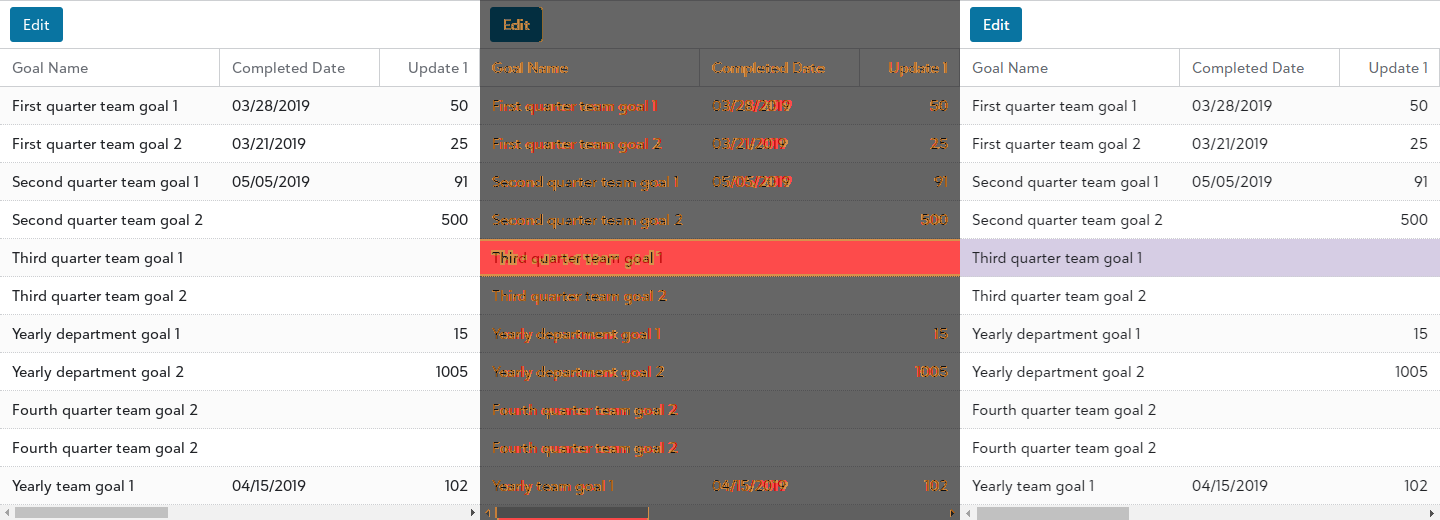 Edit Edit Edit
Goal Name Completed Date Update 1 Goal Name Completed Date Update 1 Goal Name Completed Date Update 1
First quarter team goal 1 03/28/2019 50 First quarter team goal 1 03/28/2019 50 First quarter team goal 1 03/28/2019 50
First quarter team goal 2 03/21/2019 25 First quarter team goal 2 03/21/2019 25 First quarter team goal 2 03/21/2019 25
Second quarter team goal 1 05/05/2019 91 Second quarter team goal 1 05/05/2019 91 Second quarter team goal 1 05/05/2019 91
Second quarter team goal 2 500 Second quarter team goal 2 500 Second quarter team goal 2 500
Third quarter team goal 1 Third quarter team goal 1 Third quarter team goal 1
Third quarter team goal 2 Third quarter team goal 2 Third quarter team goal 2
Yearly department goal 1 15 Yearly department goal 1 15 Yearly department goal 1 15
Yearly department goal 2 1005 Yearly department goal 2 1005 Yearly department goal 2 1005
Fourth quarter team goal 2 Fourth quarter team goal 2 Fourth quarter team goal 2
Fourth quarter team goal 2 Fourth quarter team goal 2 Fourth quarter team goal 2
Yearly team goal 1 04/15/2019 102 Yearly team goal 1 04/15/2019 102 Yearly team goal 1 04/15/2019 102